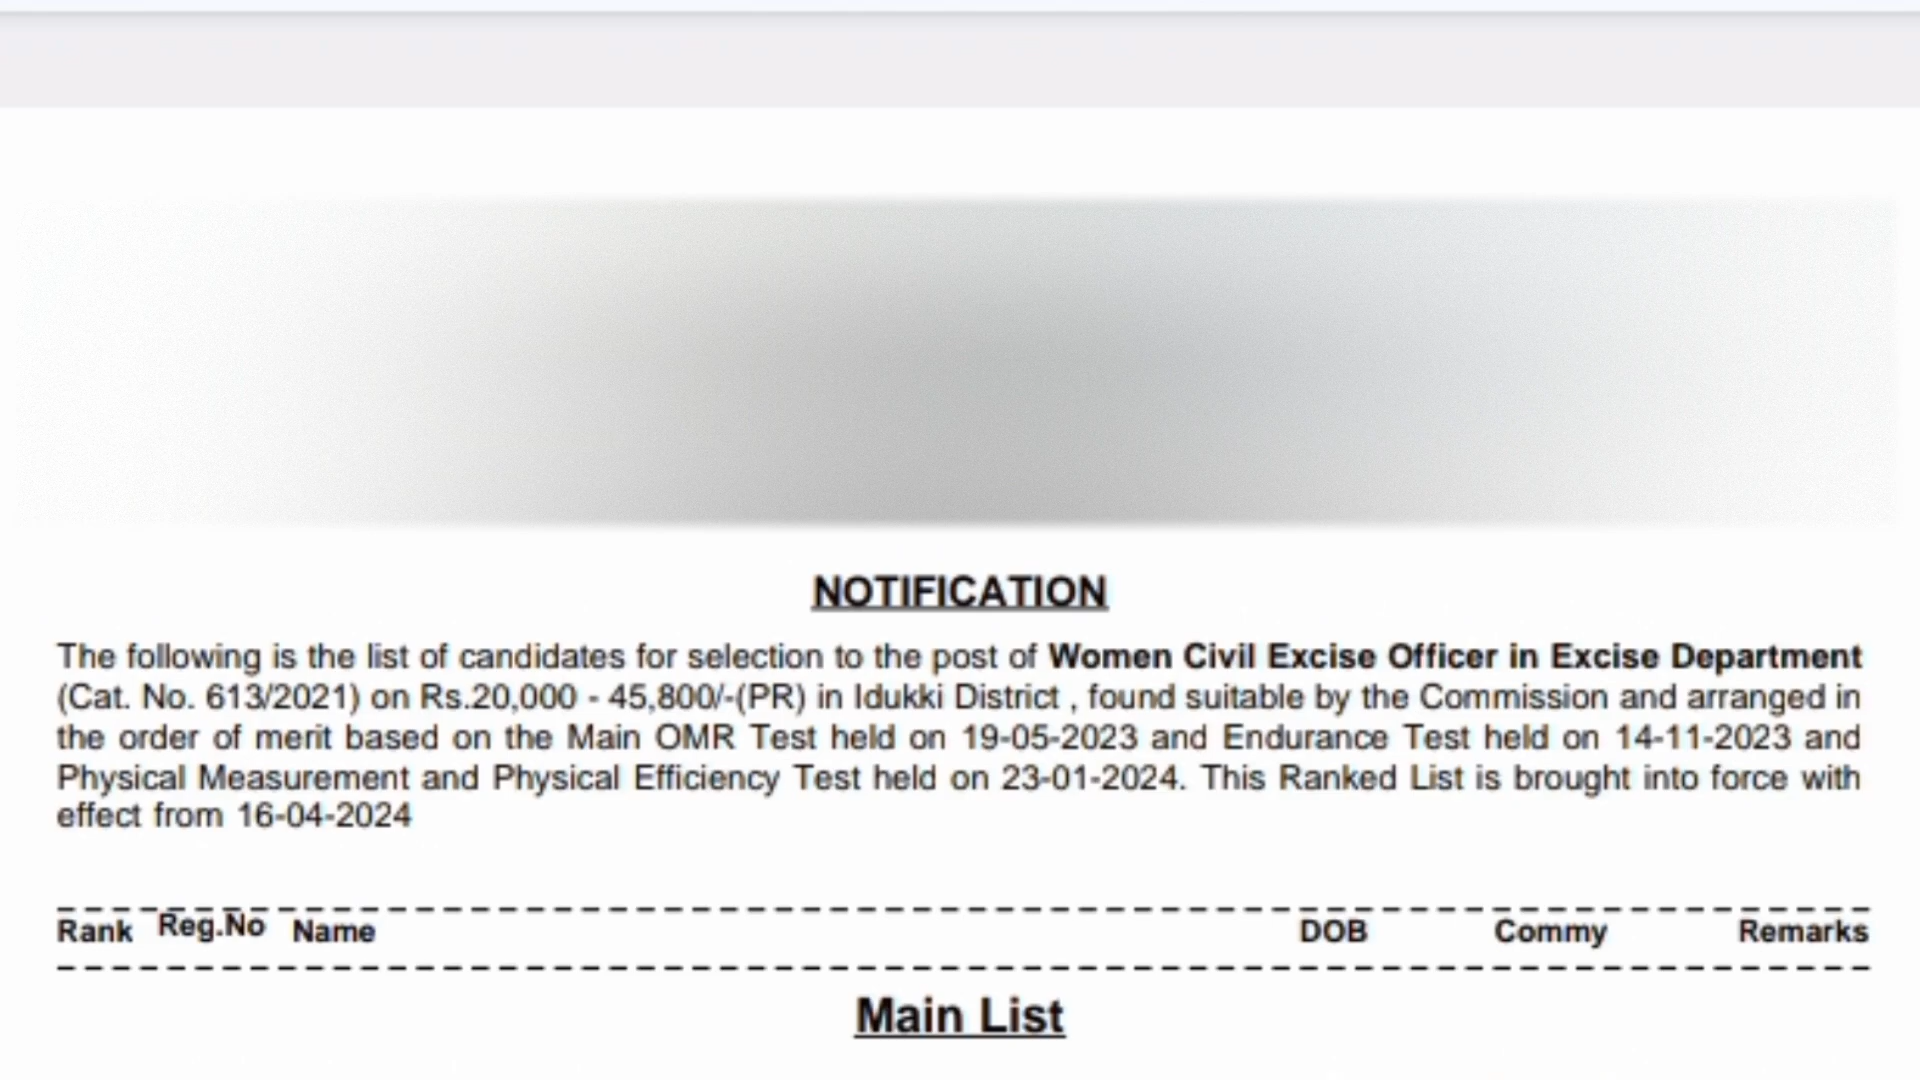 NOTIFICATION
The following is the list of candidates for selection to the post of Women Civil Excise Officer in Excise Department
(Cat. No. 613/2021) on Rs.20,000 - 45,800/-(PR) in Idukki District , found suitable by the Commission and arranged in
the order of merit based on the Main OMR Test held on 19-05-2023 and Endurance Test held on 14-11-2023 and
Physical Measurement and Physical Efficiency Test held on 23-01-2024. This Ranked List is brought into force with
effect from 16-04-2024
Rank Reg.No Name DOB Commy Remarks
Main List